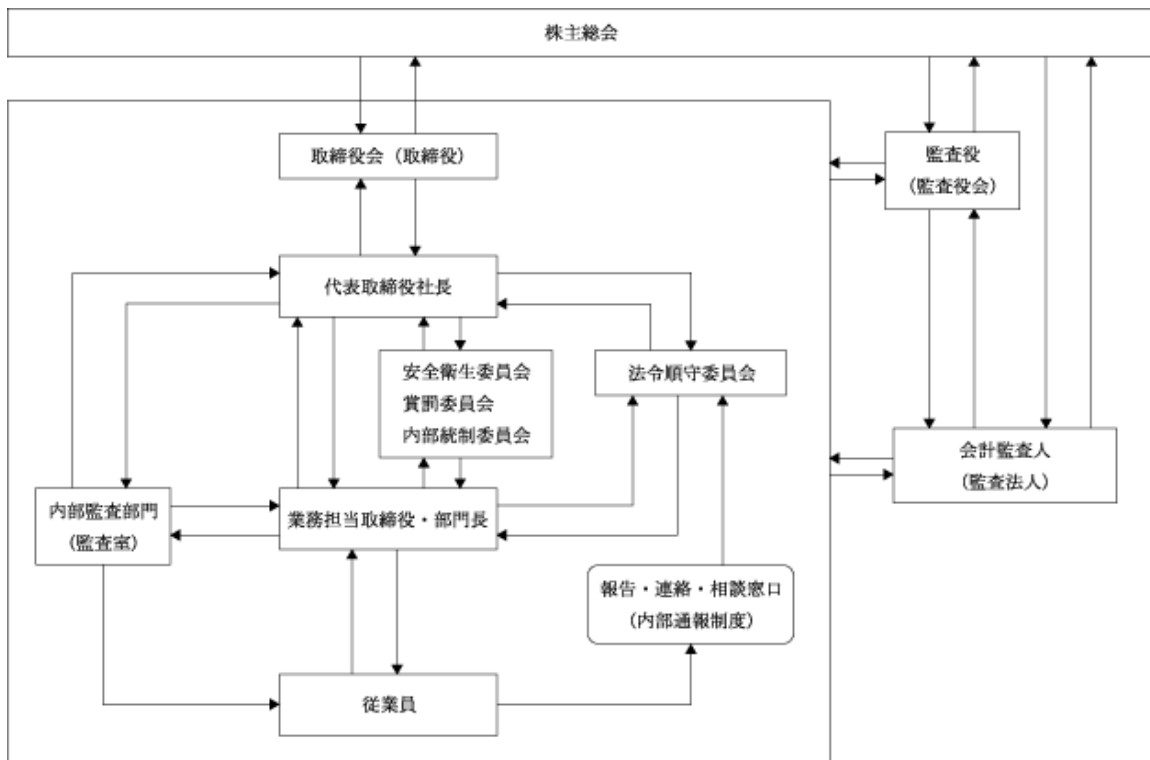 株主総会
取締役会（取締役）
監査役
（監査役会）
代表取締役社長
安全衛生委員会
賞罰委員会
内部統制委員会
法令順守委員会
会計監査人
（監査法人）
内部監査部門
（監査室）
業務担当取締役・部門長
報告・連絡・相談窓口
（内部通報制度）
従業員